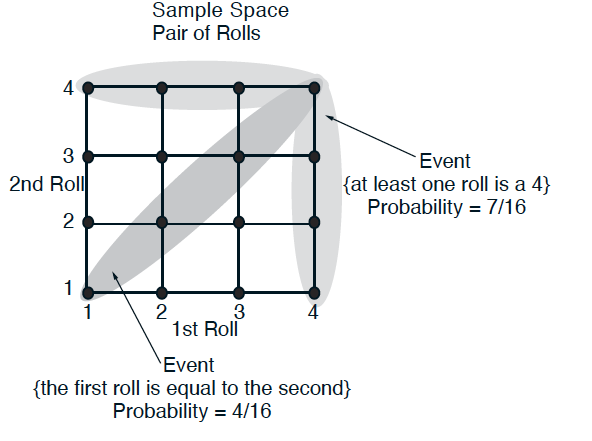 Sample Space
Pair of Rolls
4
3
2nd Roll
2
1
1 2 3 4
1st Roll
Event
{at least one roll is a 4}
Probability = 7/16
Event
{the first roll is equal to the second}
Probability = 4/16